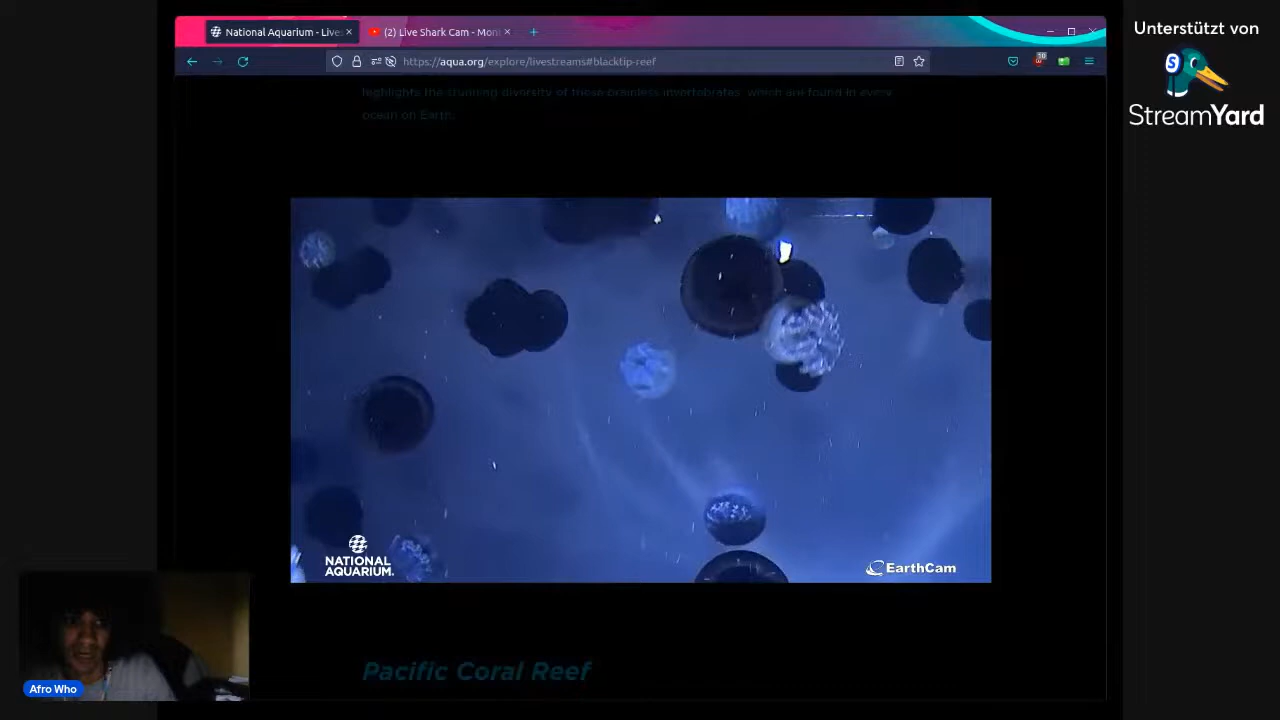 National Aquarium - Live
(2) Live Shark Cam - Mon
https://aqua.org/explore/livestreams#blacktip-reef
highlights the stunning diversity of these brainless invertebrates, which are found in every
ocean on Earth.
NATIONAL
AQUARIUM
EarthCam
Pacific Coral Reef
Afro Who
Unterstützt von
StreamYard